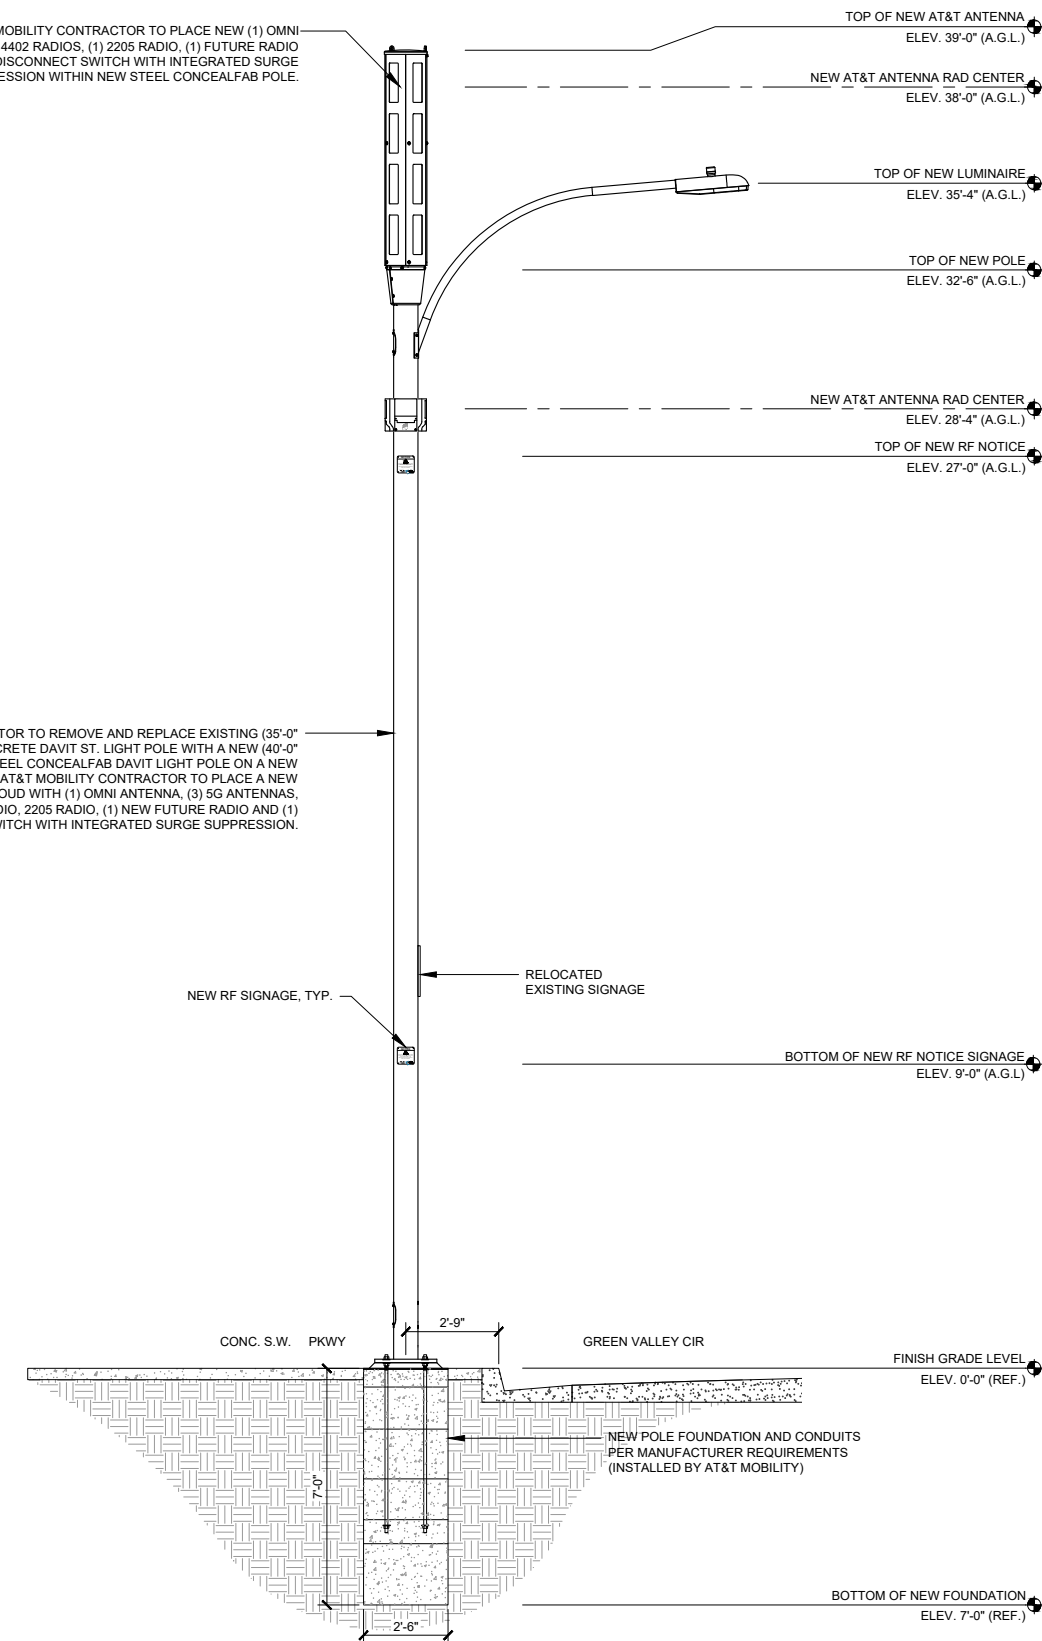 MOBILITY CONTRACTOR TO PLACE NEW (1) OMNI
4402 RADIOS, (1) 2205 RADIO, (1) FUTURE RADIO
DISCONNECT SWITCH WITH INTEGRATED SURGE
ESSION WITHIN NEW STEEL CONCEALFAB POLE.
TOP OF NEW AT&T ANTENNA
ELEV. 39'-0" (A.G.L.)
NEW AT&T ANTENNA RAD CENTER
ELEV. 38'-0" (A.G.L.)
TOP OF NEW LUMINAIRE
ELEV. 35'-4" (A.G.L.)
TOP OF NEW POLE
ELEV. 32'-6" (A.G.L.)
NEW AT&T ANTENNA RAD CENTER
ELEV. 28'-4" (A.G.L.)
TOP OF NEW RF NOTICE
ELEV. 27'-0" (A.G.L.)
TOR TO REMOVE AND REPLACE EXISTING (35'-0"
CRETE DAVIT ST. LIGHT POLE WITH A NEW (40'-0"
EEL CONCEALFAB DAVIT LIGHT POLE ON A NEW
AT&T MOBILITY CONTRACTOR TO PLACE A NEW
OUD WITH (1) OMNI ANTENNA, (3) 5G ANTENNAS,
DIO, 2205 RADIO, (1) NEW FUTURE RADIO AND (1)
WITCH WITH INTEGRATED SURGE SUPPRESSION.
RELOCATED
EXISTING SIGNAGE
NEW RF SIGNAGE, TYP.
BOTTOM OF NEW RF NOTICE SIGNAGE
ELEV. 9'-0" (A.G.L)
2'-9"
CONC. S.W. PKWY
GREEN VALLEY CIR
FINISH GRADE LEVEL
ELEV. 0'-0" (REF.)
NEW POLE FOUNDATION AND CONDUITS
PER MANUFACTURER REQUIREMENTS
(INSTALLED BY AT&T MOBILITY)
7'-0"
BOTTOM OF NEW FOUNDATION
ELEV. 7'-0" (REF.)
2'-6"